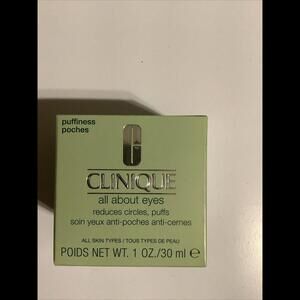 puffiness
poches
CLINIQUE
all about eyes
reduces circles, puffs
soin yeux anti-poches anti-cernes
ALL SKIN TYPES / TOUS TYPES DE PEAU
POIDS NET WT. 1 OZ./30 ml ℮